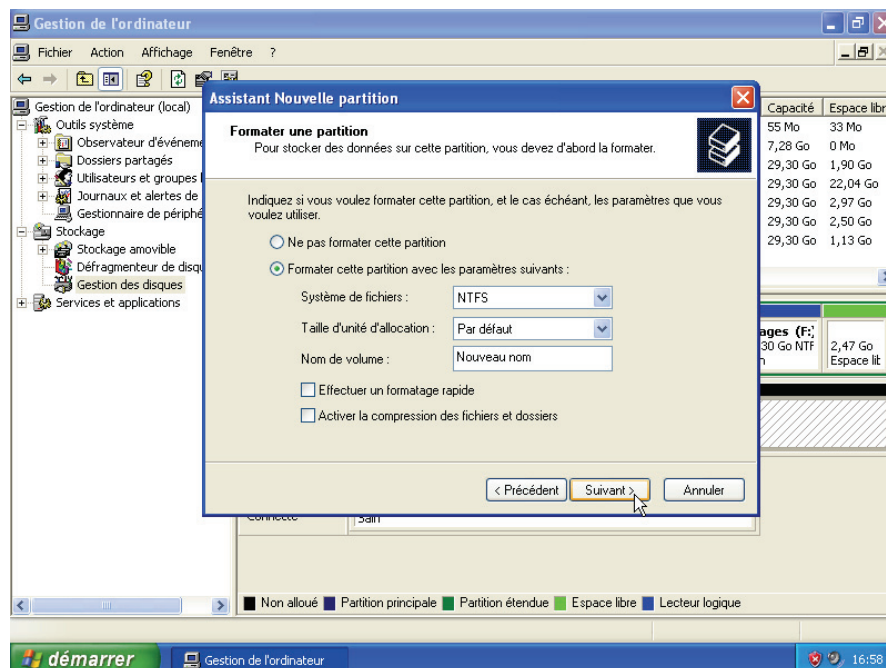 Gestion de l'ordinateur
Fichier Action Affichage Fenêtre ?
Gestion de l'ordinateur (local)
Outils système
Observateur d'événeme
Dossiers partagés
Utilisateurs et groupes l
Journaux et alertes de
Gestionnaire de périphé
Stockage
Stockage amovible
Défragmenteur de disqu
Gestion des disques
Services et applications
Assistant Nouvelle partition
Formater une partition
Pour stocker des données sur cette partition, vous devez d'abord la formater.
Indiquez si vous voulez formater cette partition, et le cas échéant, les paramètres que vous
voulez utiliser.
Ne pas formater cette partition
Formater cette partition avec les paramètres suivants :
Système de fichiers : NTFS
Taille d'unité d'allocation : Par défaut
Nom de volume : Nouveau nom
Effectuer un formatage rapide
Activer la compression des fichiers et dossiers
< Précédent Suivant > Annuler
Capacité Espace libr
55 Mo 33 Mo
7,28 Go 0 Mo
29,30 Go 1,90 Go
29,30 Go 22,04 Go
29,30 Go 2,97 Go
29,30 Go 2,50 Go
29,30 Go 1,13 Go
ages (F:)
30 Go NTF
2,47 Go
Espace lib
Connecté Sain
Non alloué Partition principale Partition étendue Espace libre Lecteur logique
démarrer Gestion de l'ordinateur 16:58